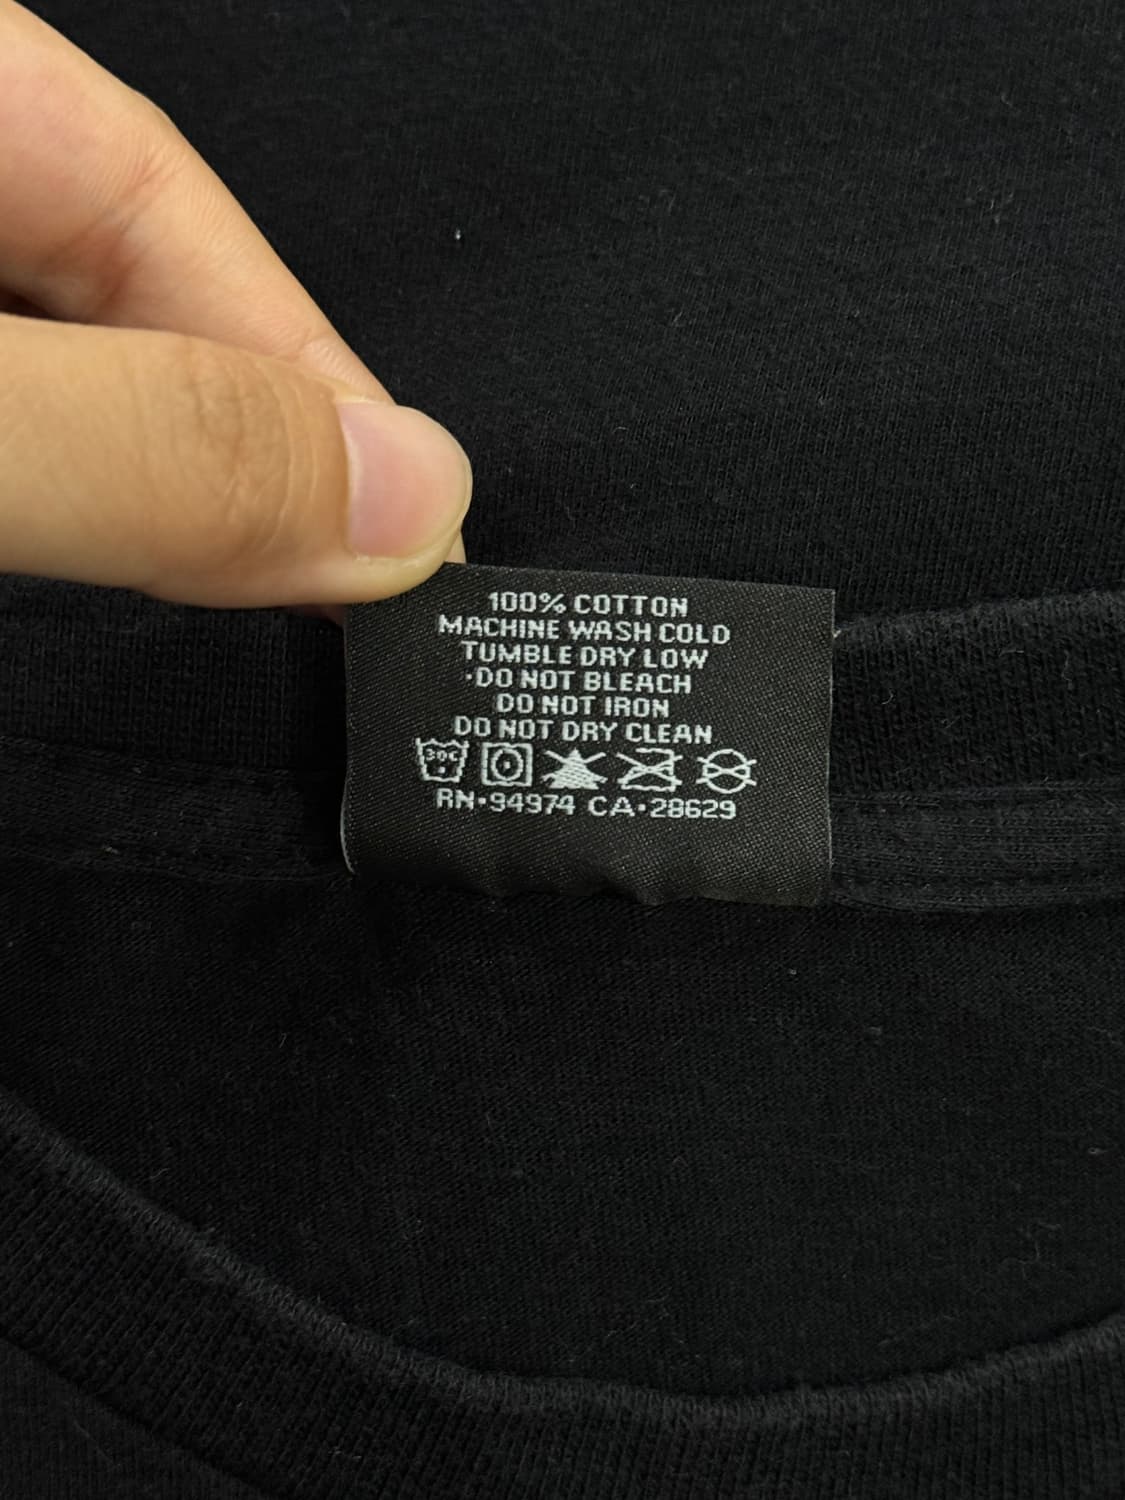 100% COTTON
MACHINE WASH COLD
TUMBLE DRY LOW
·DO NOT BLEACH
DO NOT IRON
DO NOT DRY CLEAN
30C
RN·94974 CA·28629